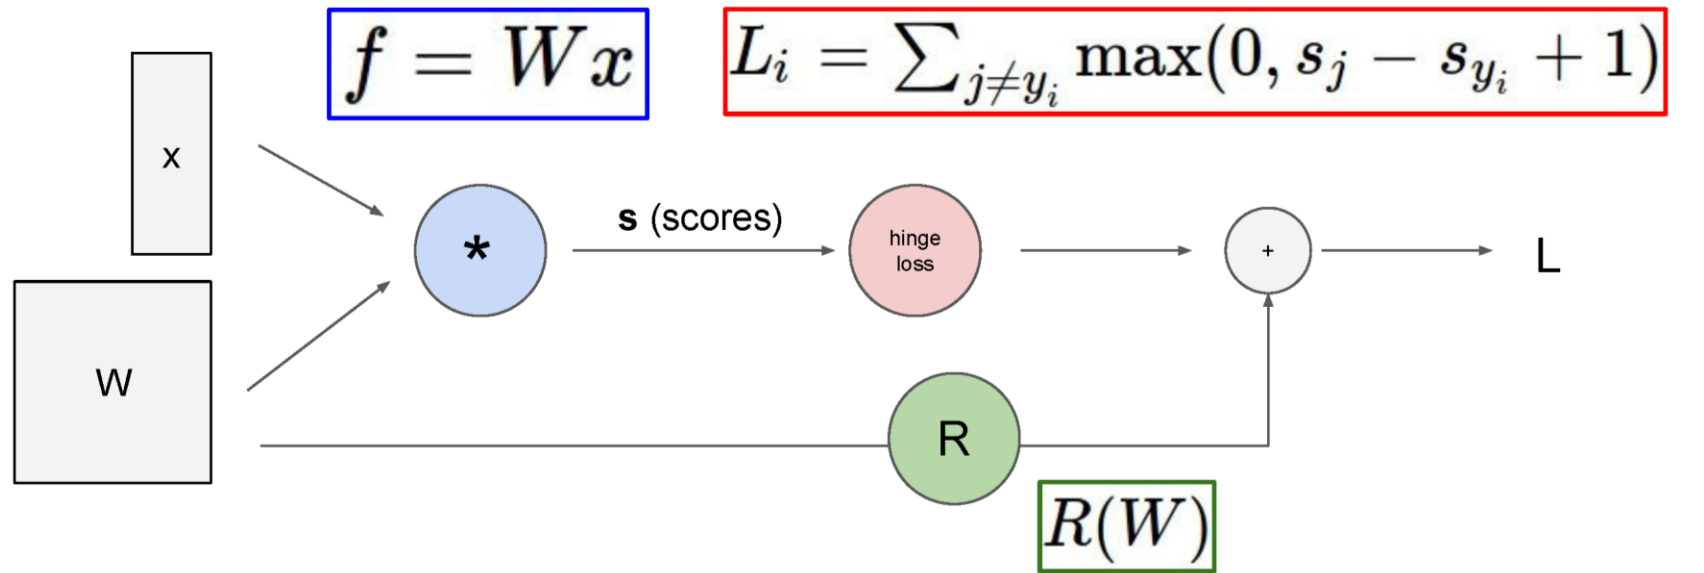 f = Wx
L_i = ∑_{j≠y_i} max(0, s_j − s_{y_i} + 1)
x
*
s (scores)
hinge
loss
+
L
W
R
R(W)